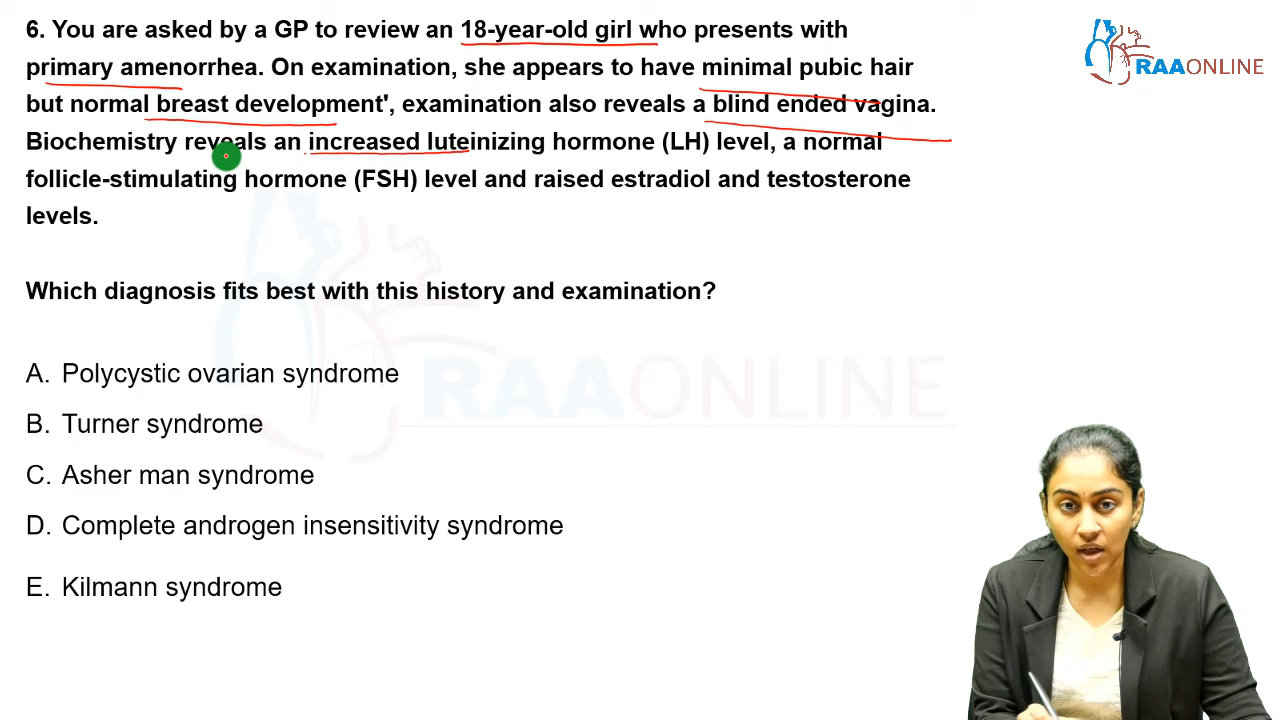 6. You are asked by a GP to review an 18-year-old girl who presents with
primary amenorrhea. On examination, she appears to have minimal pubic hair
but normal breast development', examination also reveals a blind ended vagina.
Biochemistry reveals an increased luteinizing hormone (LH) level, a normal
follicle-stimulating hormone (FSH) level and raised estradiol and testosterone
levels.
Which diagnosis fits best with this history and examination?
A. Polycystic ovarian syndrome
B. Turner syndrome
C. Asher man syndrome
D. Complete androgen insensitivity syndrome
E. Kilmann syndrome
RAAONLINE
RAAONLINE